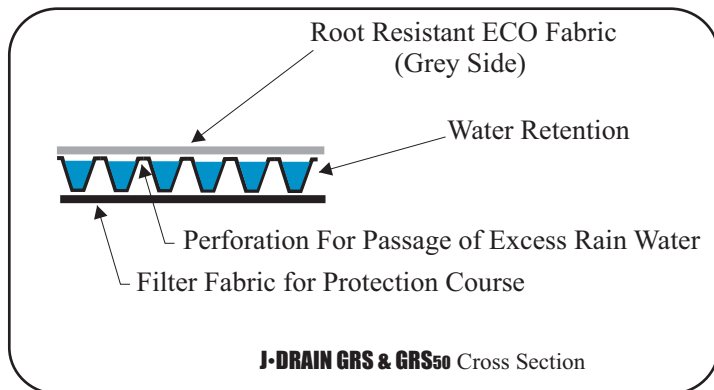 Root Resistant ECO Fabric
(Grey Side)
Water Retention
Perforation For Passage of Excess Rain Water
Filter Fabric for Protection Course
J•DRAIN GRS & GRS50 Cross Section